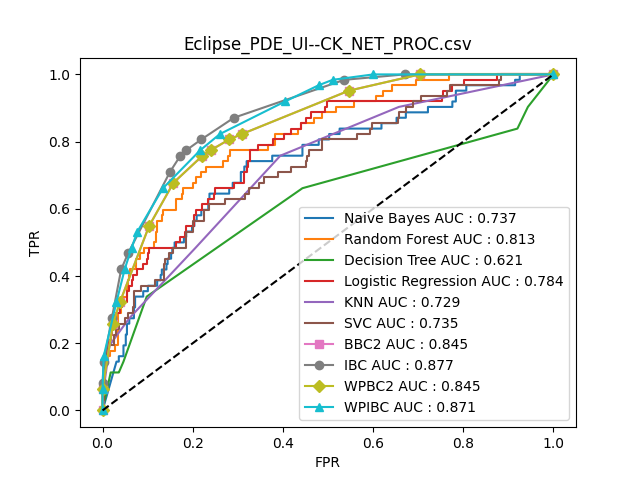 Eclipse_PDE_UI--CK_NET_PROC.csv
1.0
0.8
0.6
0.4
0.2
0.0
TPR
0.0 0.2 0.4 0.6 0.8 1.0
FPR
Naive Bayes AUC : 0.737
Random Forest AUC : 0.813
Decision Tree AUC : 0.621
Logistic Regression AUC : 0.784
KNN AUC : 0.729
SVC AUC : 0.735
BBC2 AUC : 0.845
IBC AUC : 0.877
WPBC2 AUC : 0.845
WPIBC AUC : 0.871